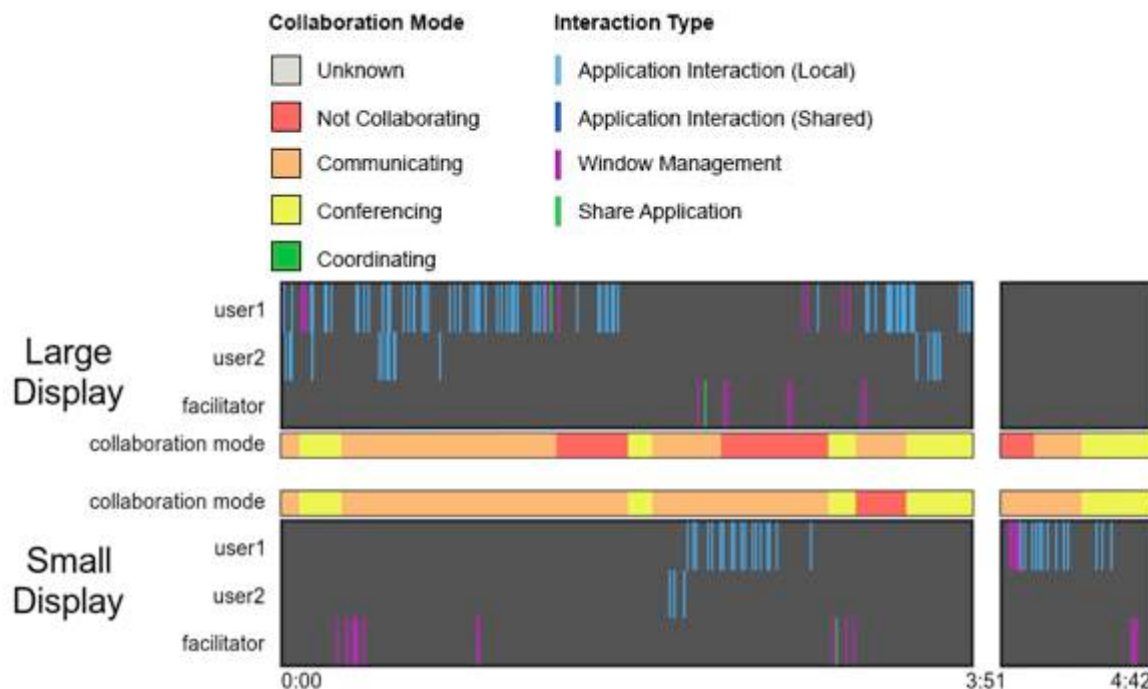 Collaboration Mode
Interaction Type
Unknown
Application Interaction (Local)
Not Collaborating
Application Interaction (Shared)
Communicating
Window Management
Conferencing
Share Application
Coordinating
Large
Display
user1
user2
facilitator
collaboration mode
collaboration mode
Small
Display
user1
user2
facilitator
0:00
3:51
4:42